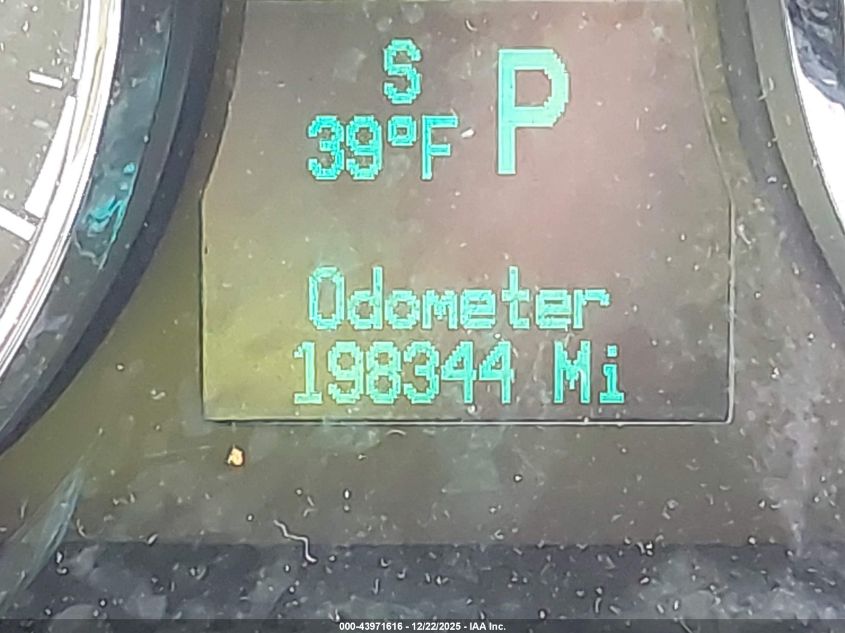 S
39°F P
Odometer
198344 Mi
000-43971616 - 12/22/2025 - IAA Inc.